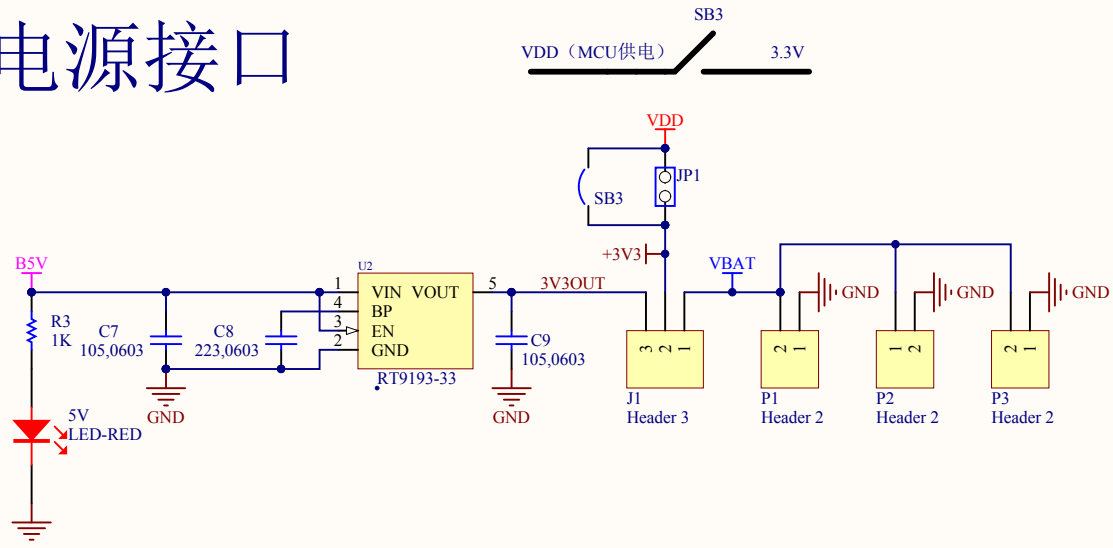 电源接口
SB3
VDD（MCU供电）
3.3V
VDD
JP1
SB3
+3V3
VBAT
B5V
U2
1
VIN VOUT
5
3V3OUT
4
BP
3
EN
2
GND
RT9193-33
R3
1K
C7
105,0603
C8
223,0603
C9
105,0603
GND
GND
GND
GND
GND
3 2 1
2 1
1 2
2 1
J1
Header 3
P1
Header 2
P2
Header 2
P3
Header 2
5V
LED-RED